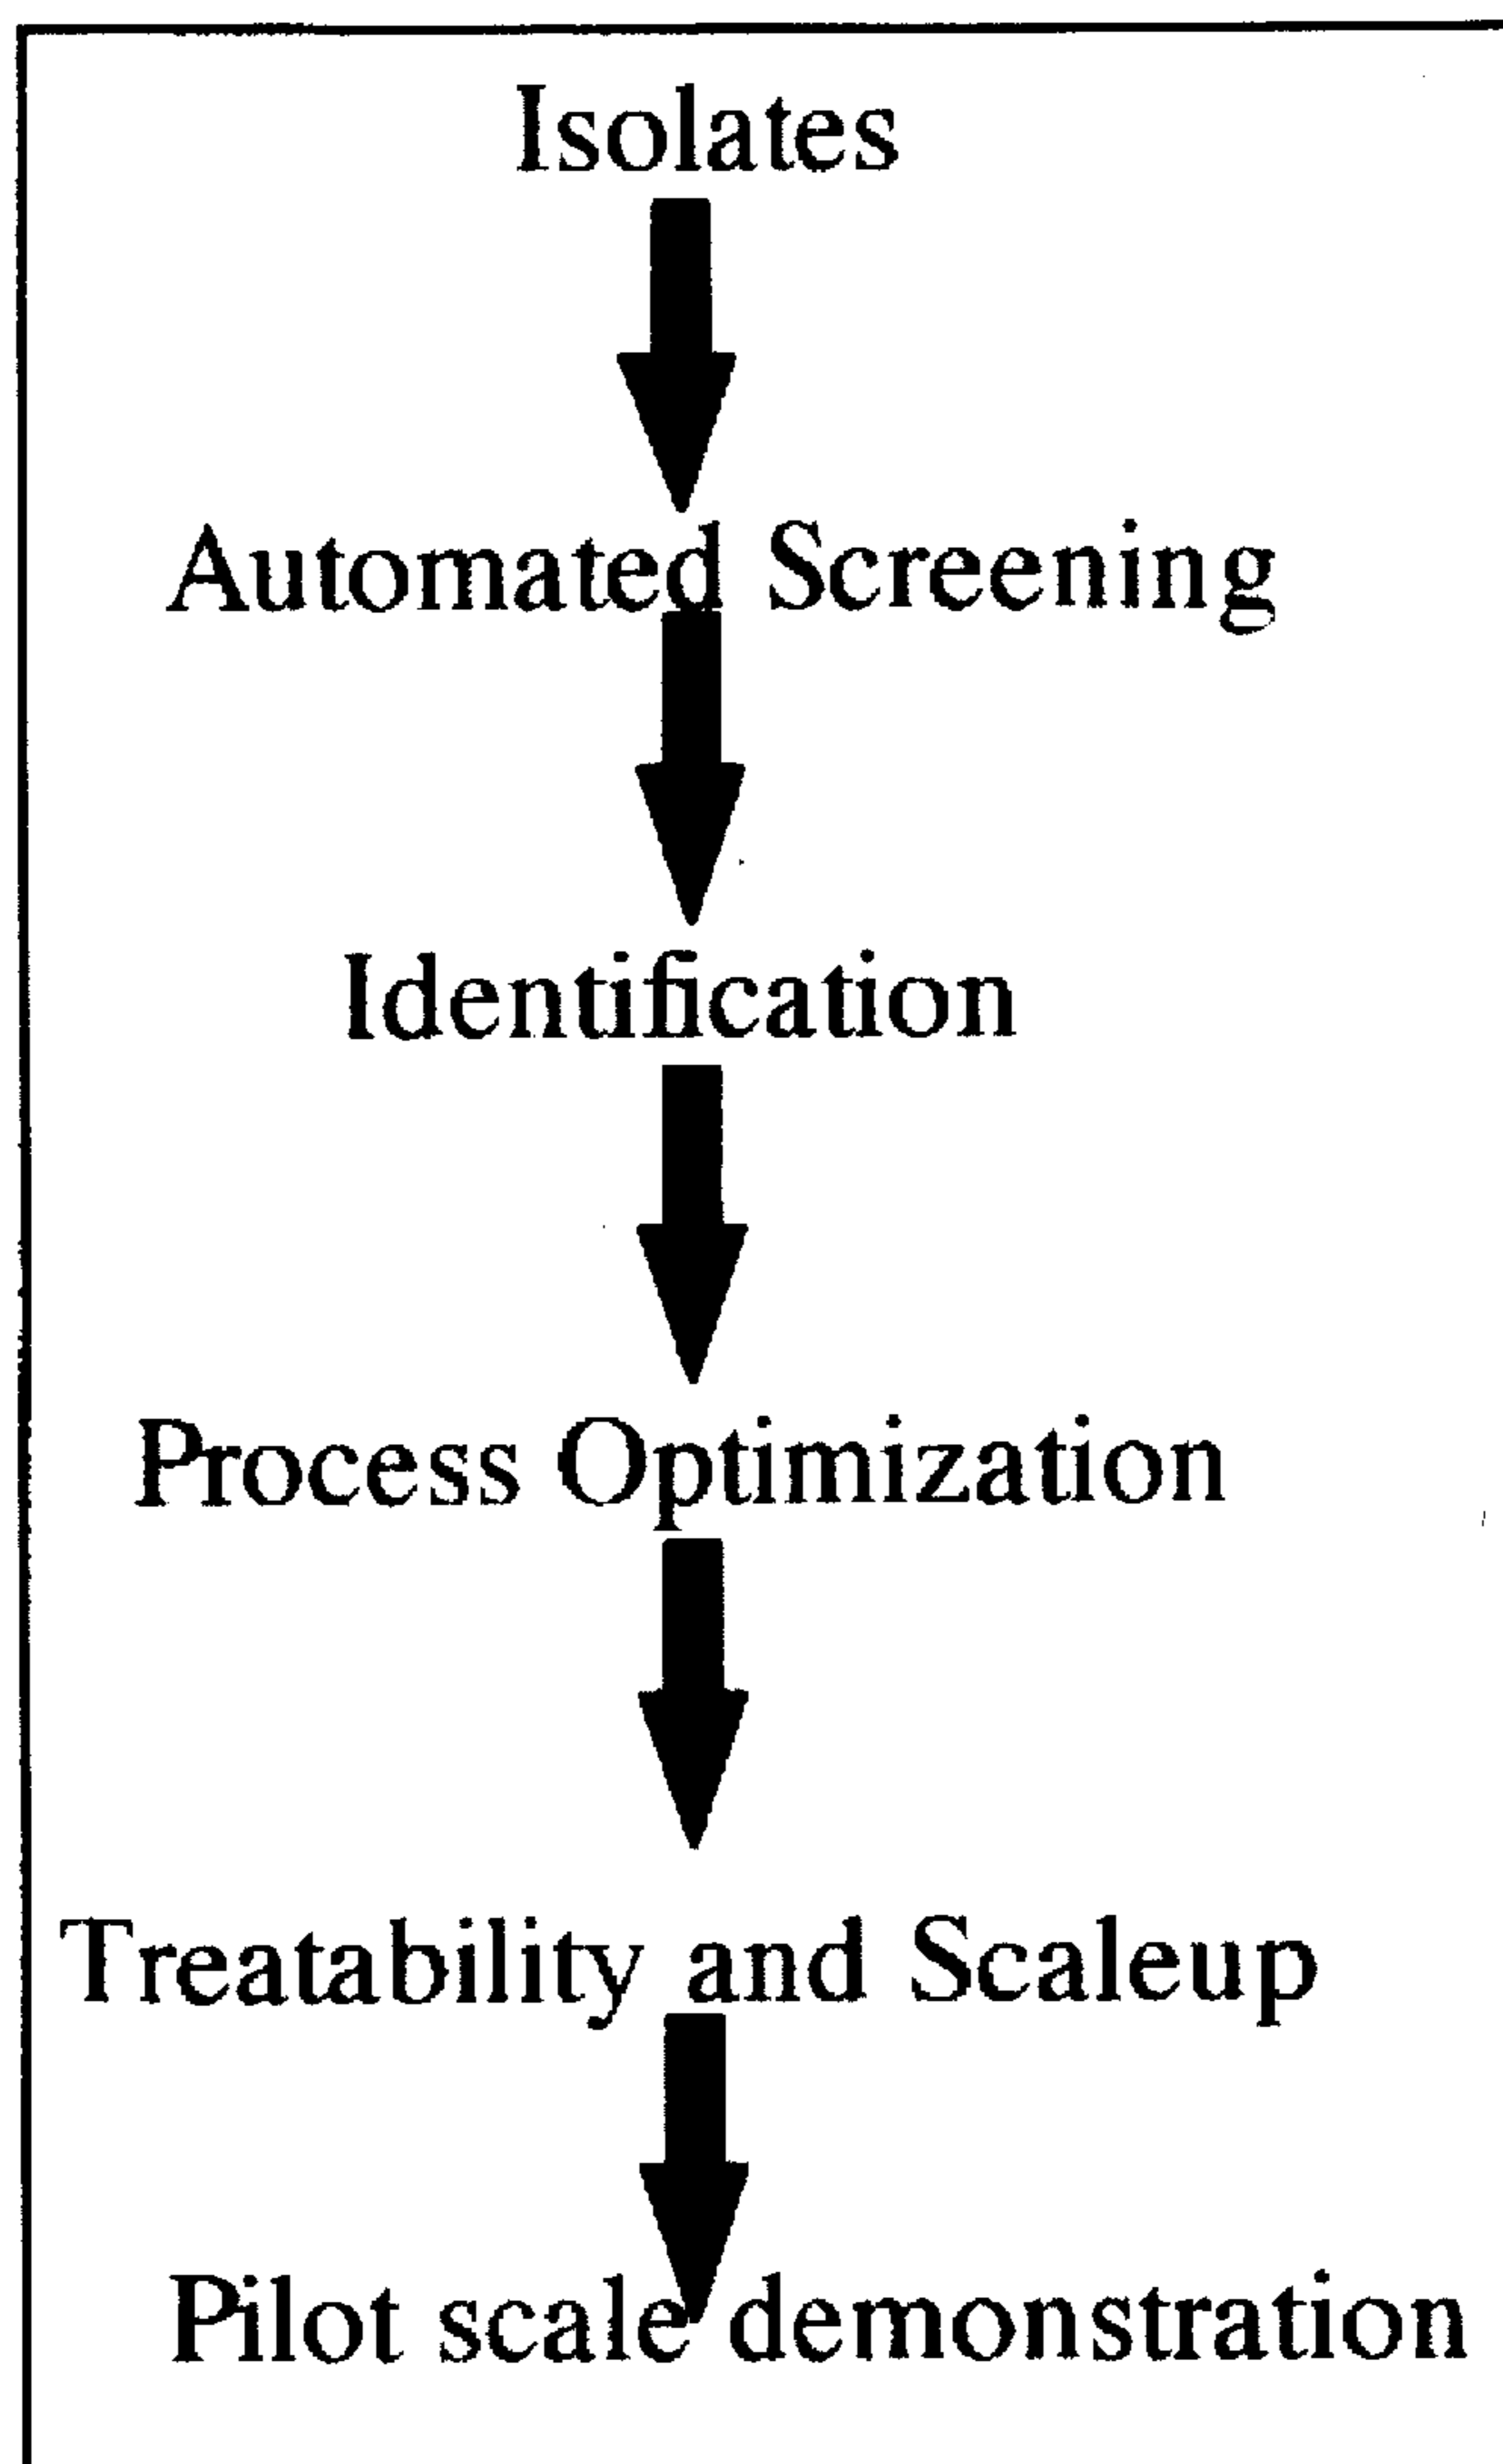 Isolates
Automated Screening
Identification
Process Optimization
Treatability and Scaleup
Pilot scale demonstration